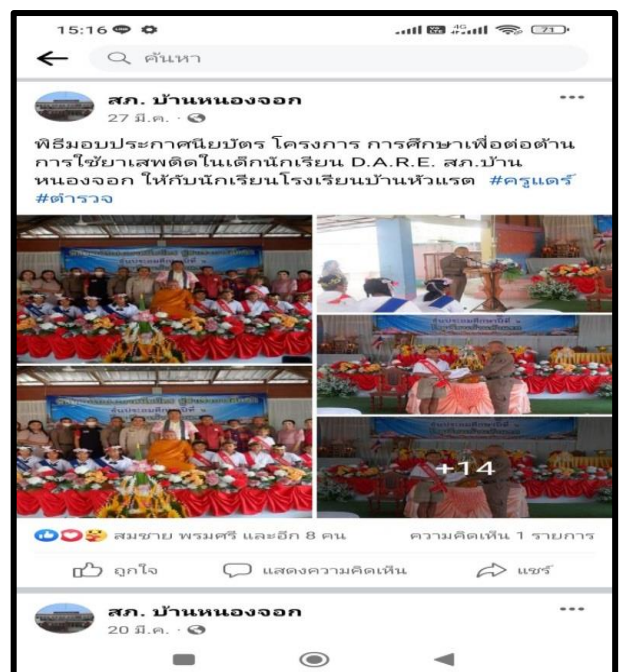 15:16
4G
71
ค้นหา
สภ. บ้านหนองจอก
27 มี.ค.
พิธีมอบประกาศนียบัตร โครงการ การศึกษาเพื่อต่อต้าน
การใช้ยาเสพติดในเด็กนักเรียน D.A.R.E. สภ.บ้าน
หนองจอก ให้กับนักเรียนโรงเรียนบ้านหัวแรต #ครูแดร์
#ตำรวจ
+14
สมชาย พรมศรี และอีก 8 คน
ความคิดเห็น 1 รายการ
ถูกใจ
แสดงความคิดเห็น
แชร์
สภ. บ้านหนองจอก
20 มี.ค.